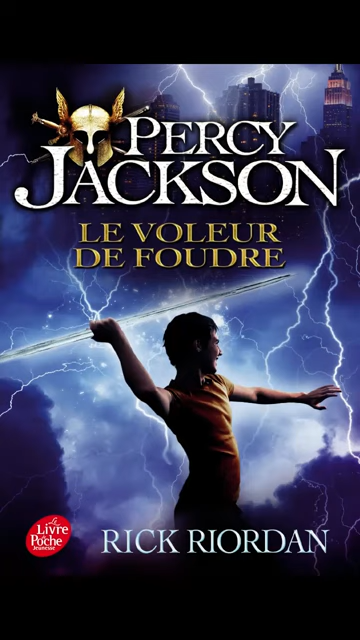 PERCY
JACKSON
LE VOLEUR
DE FOUDRE
Le
Livre
de
Poche
Jeunesse
RICK RIORDAN